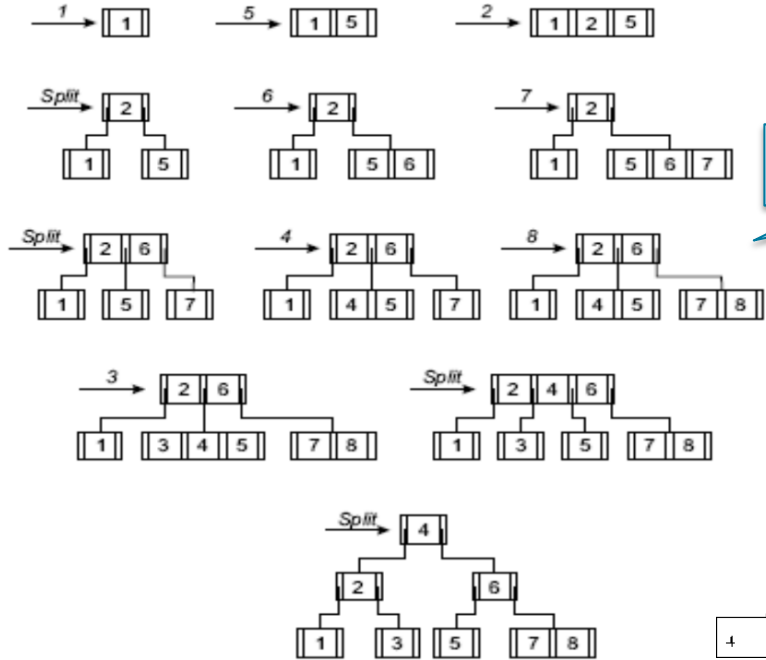 1 1 5 1 5 2 1 2 5
Split 2 6 2 7 2
1 5 1 5 6 1 5 6 7
Split 2 6 4 2 6 8 2 6
1 5 7 1 4 5 7 1 4 5 7 8
3 2 6 Split 2 4 6
1 3 4 5 7 8 1 3 5 7 8
Split 4
2 6
1 3 5 7 8
4